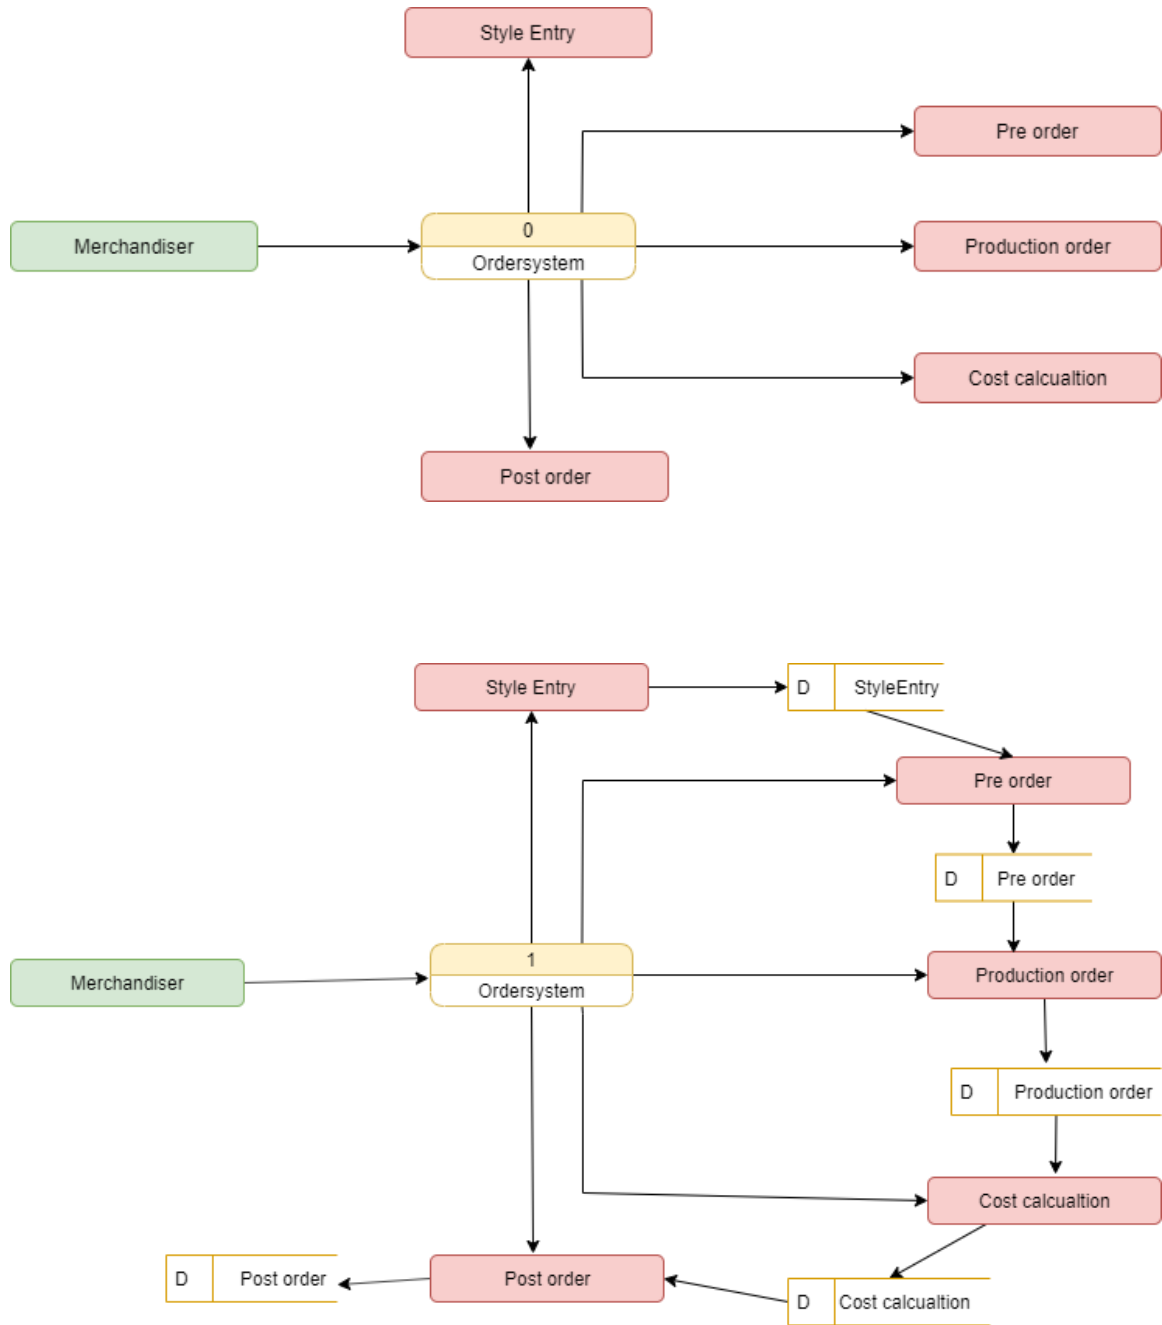 Style Entry
Pre order
Merchandiser
0
Ordersystem
Production order
Cost calcualtion
Post order
Style Entry
D
StyleEntry
Pre order
D
Pre order
Merchandiser
1
Ordersystem
Production order
D
Production order
Cost calcualtion
D
Post order
Post order
D
Cost calcualtion